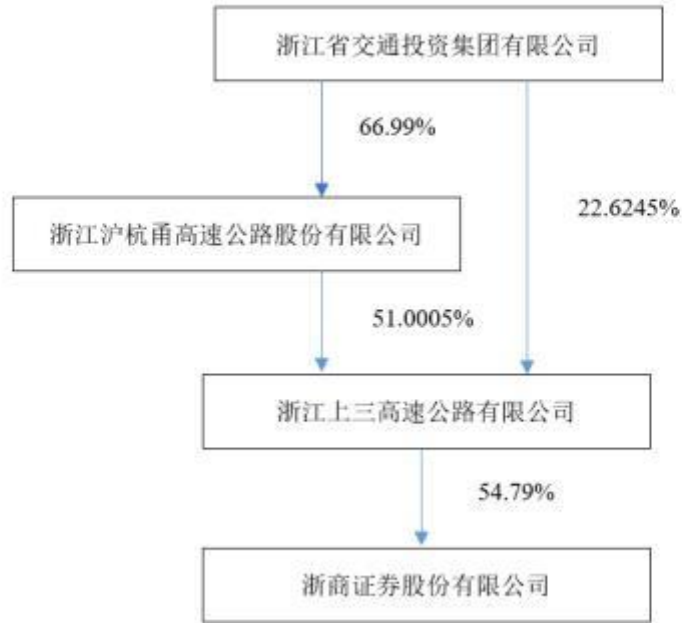 浙江省交通投资集团有限公司
66.99%
22.6245%
浙江沪杭甬高速公路股份有限公司
51.0005%
浙江上三高速公路有限公司
54.79%
浙商证券股份有限公司